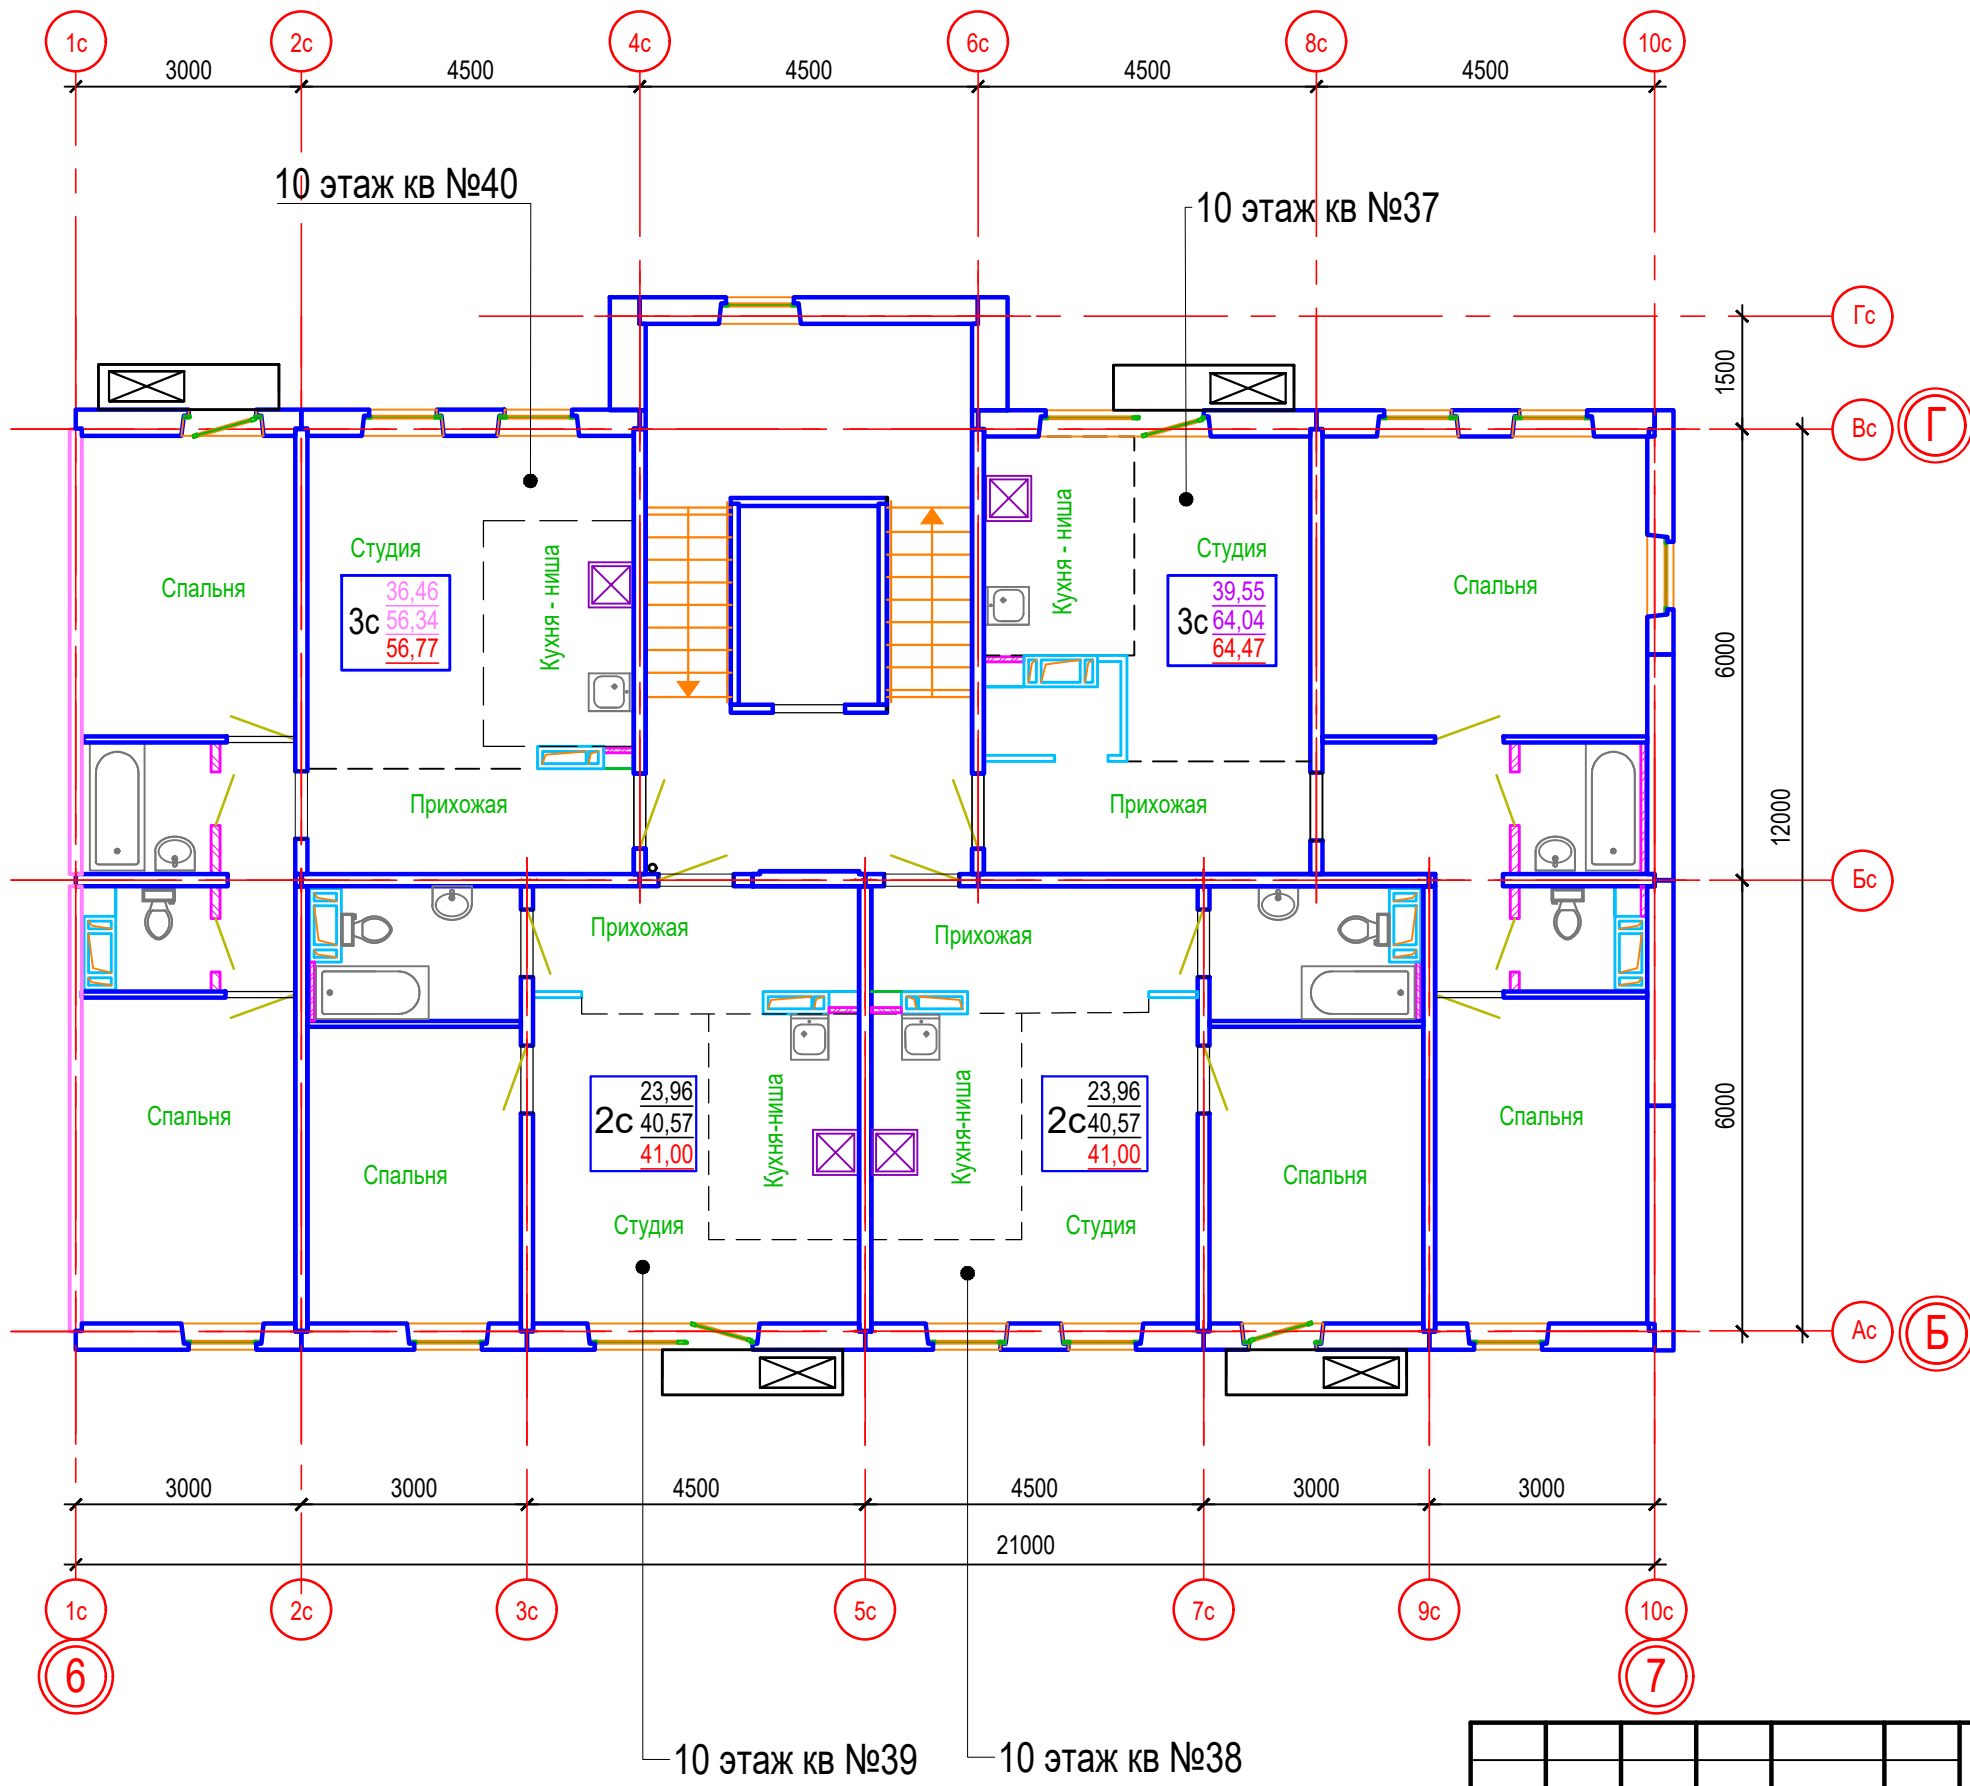 1с 2с 4с 6с 8с 10с
3000 4500 4500 4500 4500
10 этаж кв №40
10 этаж кв №37
Гс
1500
Вс Г
Студия
Кухня - ниша
Кухня - ниша
Студия
Спальня
Спальня
36,46
3с 56,34
56,77
39,55
3с 64,04
64,47
6000
12000
Прихожая
Прихожая
Бс
Прихожая
Прихожая
23,96
2с 40,57
41,00
Кухня-ниша
Кухня-ниша
23,96
2с 40,57
41,00
Спальня
Спальня
6000
Спальня
Спальня
Студия
Студия
Ас Б
3000 3000 4500 4500 3000 3000
21000
1с 2с 3с 5с 7с 9с 10с
6 7
10 этаж кв №39
10 этаж кв №38